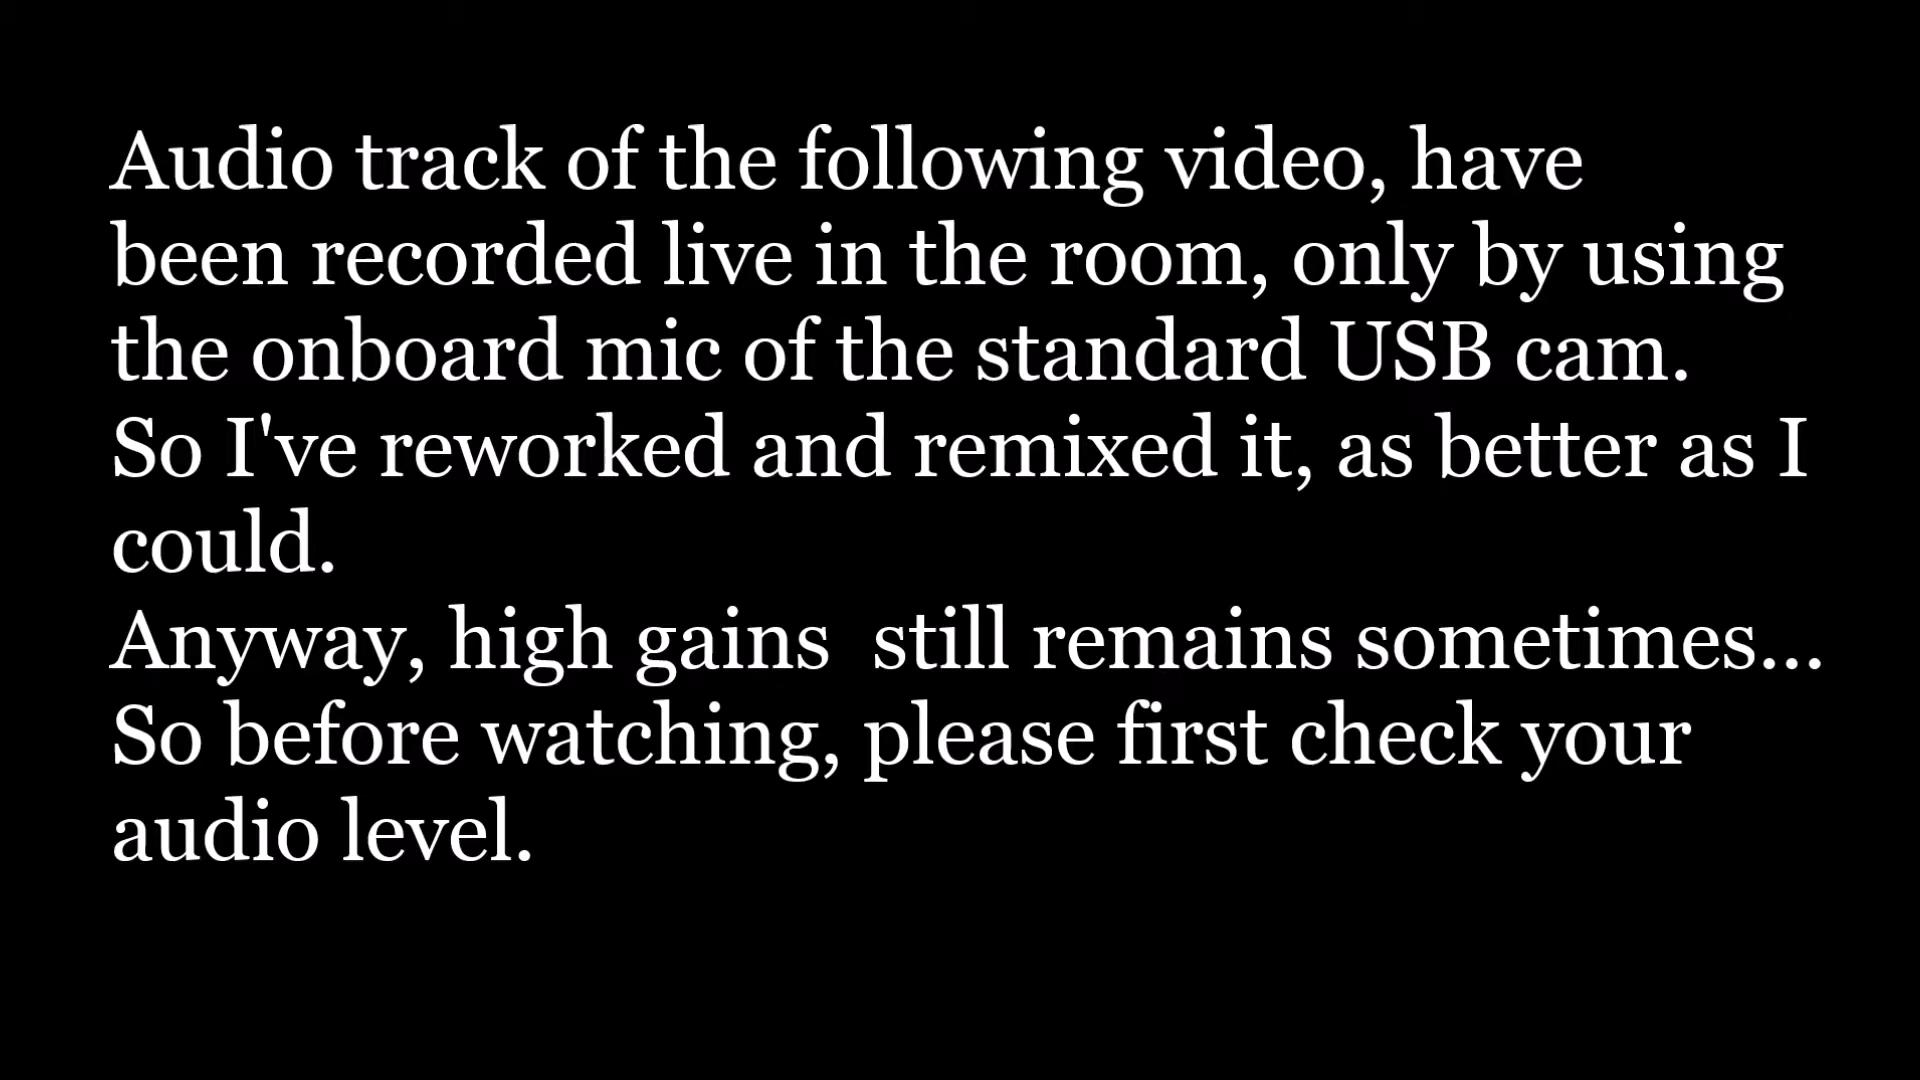 Audio track of the following video, have
been recorded live in the room, only by using
the onboard mic of the standard USB cam.
So I've reworked and remixed it, as better as I
could.
Anyway, high gains  still remains sometimes...
So before watching, please first check your
audio level.